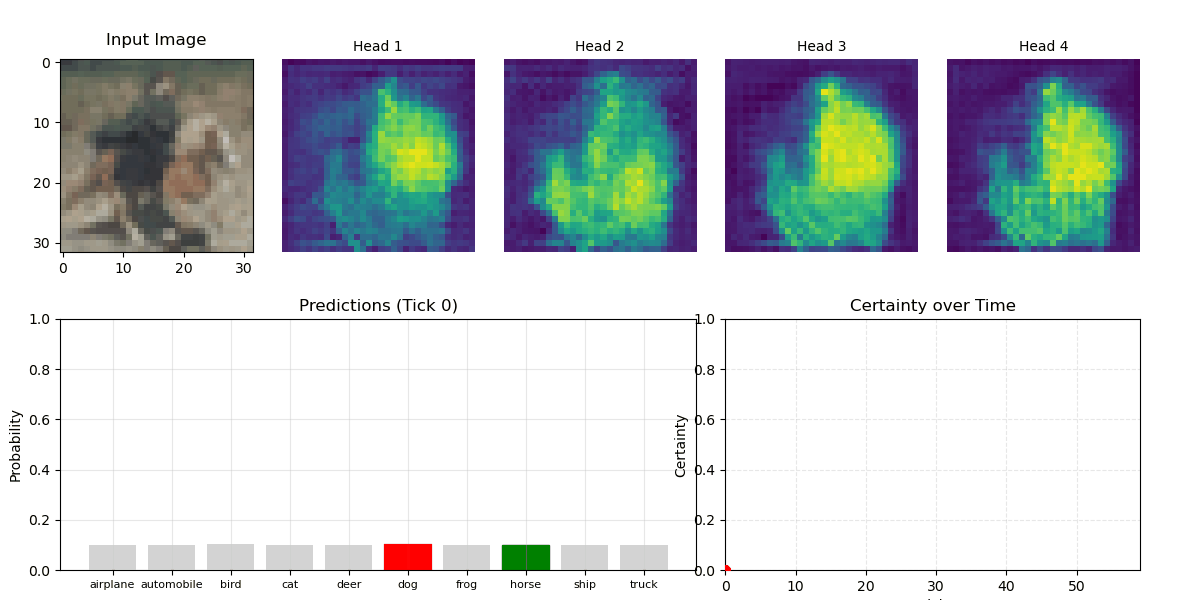 Input Image
Head 1
Head 2
Head 3
Head 4
0
10
20
30
0 10 20 30
Predictions (Tick 0)
Probability
1.0
0.8
0.6
0.4
0.2
0.0
airplane automobile bird cat deer dog frog horse ship truck
Certainty over Time
Certainty
1.0
0.8
0.6
0.4
0.2
0.0
0 10 20 30 40 50